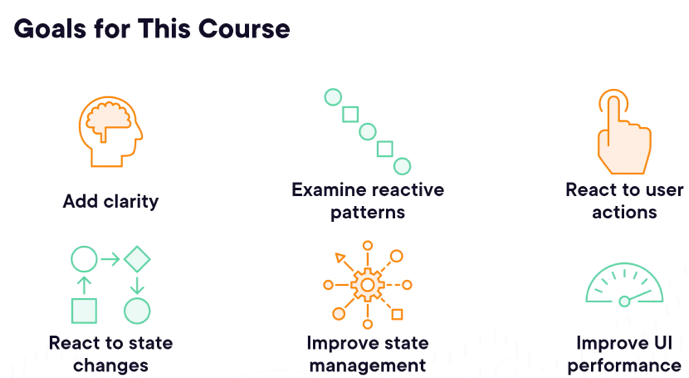 Goals for This Course
Add clarity
Examine reactive
patterns
React to user
actions
React to state
changes
Improve state
management
Improve UI
performance